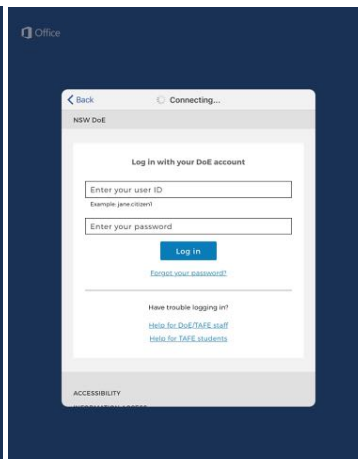 Office
Back
Connecting...
NSW DoE
Log in with your DoE account
Enter your user ID
Example: jane.citizen1
Enter your password
Log in
Forgot your password?
Have trouble logging in?
Help for DoE/TAFE staff
Help for TAFE students
ACCESSIBILITY
INFORMATION ACCESS